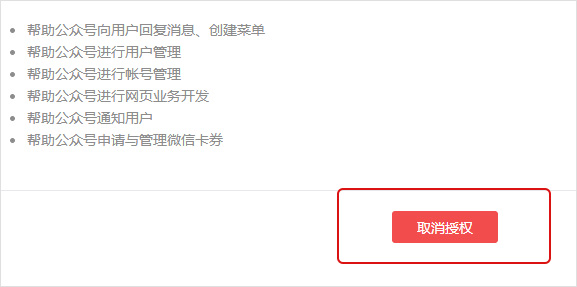 帮助公众号向用户回复消息、创建菜单
帮助公众号进行用户管理
帮助公众号进行帐号管理
帮助公众号进行网页业务开发
帮助公众号通知用户
帮助公众号申请与管理微信卡券
取消授权